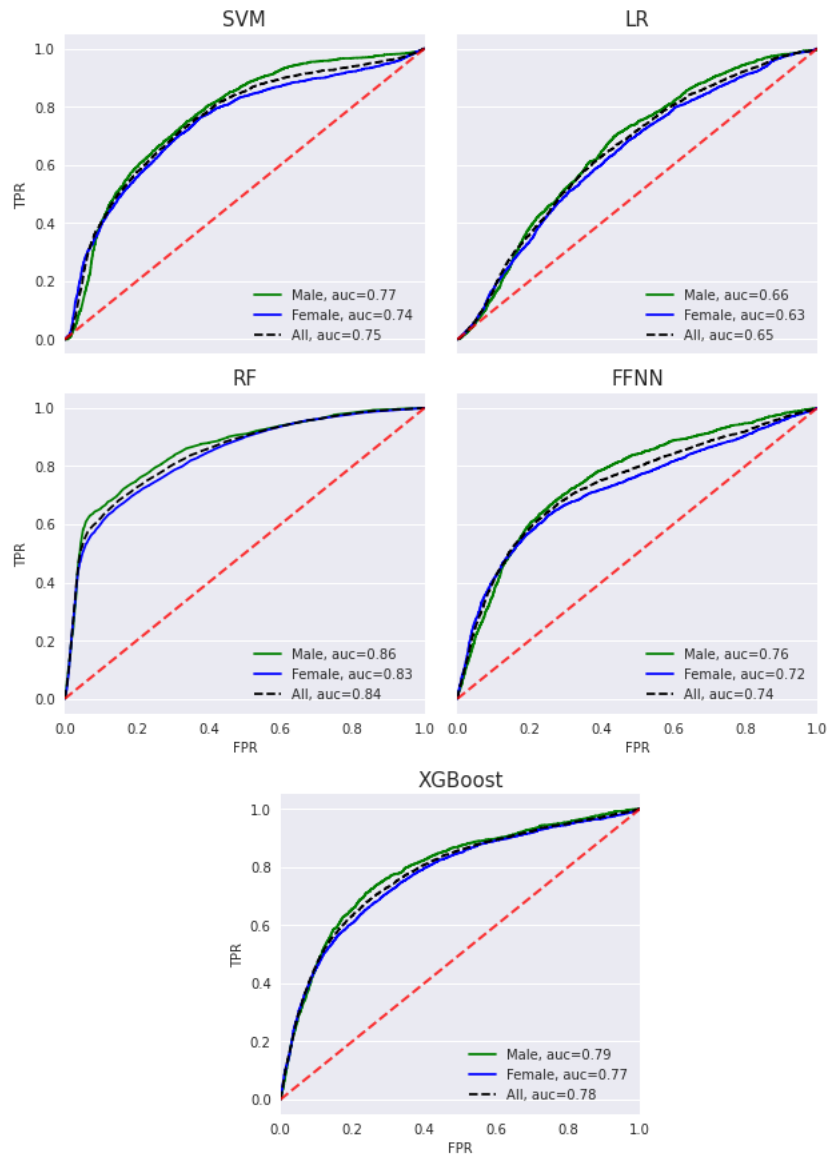 SVM
LR
1.0
0.8
0.6
0.4
0.2
0.0
TPR
Male, auc=0.77
Female, auc=0.74
All, auc=0.75
Male, auc=0.66
Female, auc=0.63
All, auc=0.65
RF
FFNN
1.0
0.8
0.6
0.4
0.2
0.0
TPR
Male, auc=0.86
Female, auc=0.83
All, auc=0.84
Male, auc=0.76
Female, auc=0.72
All, auc=0.74
0.0 0.2 0.4 0.6 0.8 1.0
FPR
0.0 0.2 0.4 0.6 0.8 1.0
FPR
XGBoost
1.0
0.8
0.6
0.4
0.2
0.0
TPR
Male, auc=0.79
Female, auc=0.77
All, auc=0.78
0.0 0.2 0.4 0.6 0.8 1.0
FPR